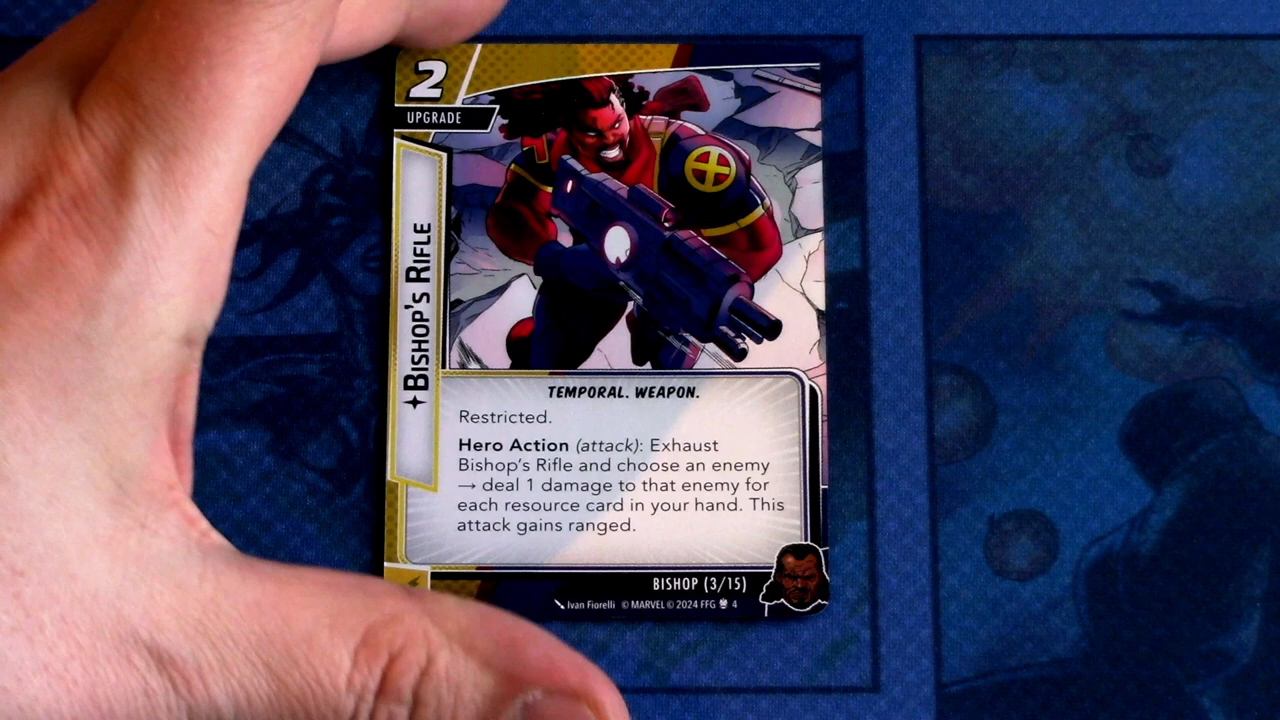 2
UPGRADE
BISHOP'S RIFLE
TEMPORAL. WEAPON.
Restricted.
Hero Action (attack): Exhaust
Bishop's Rifle and choose an enemy
→ deal 1 damage to that enemy for
each resource card in your hand. This
attack gains ranged.
BISHOP (3/15)
Ivan Fiorelli © MARVEL © 2024 FFG 4